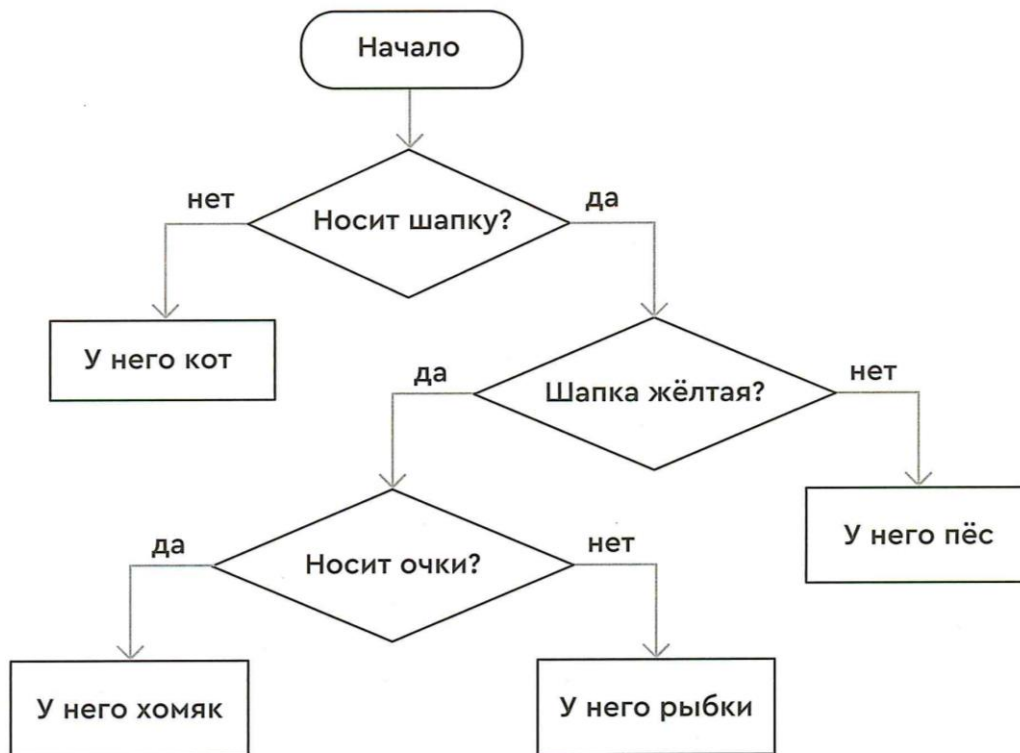 Начало
нет
да
Носит шапку?
У него кот
да
нет
Шапка жёлтая?
да
нет
Носит очки?
У него пёс
У него хомяк
У него рыбки